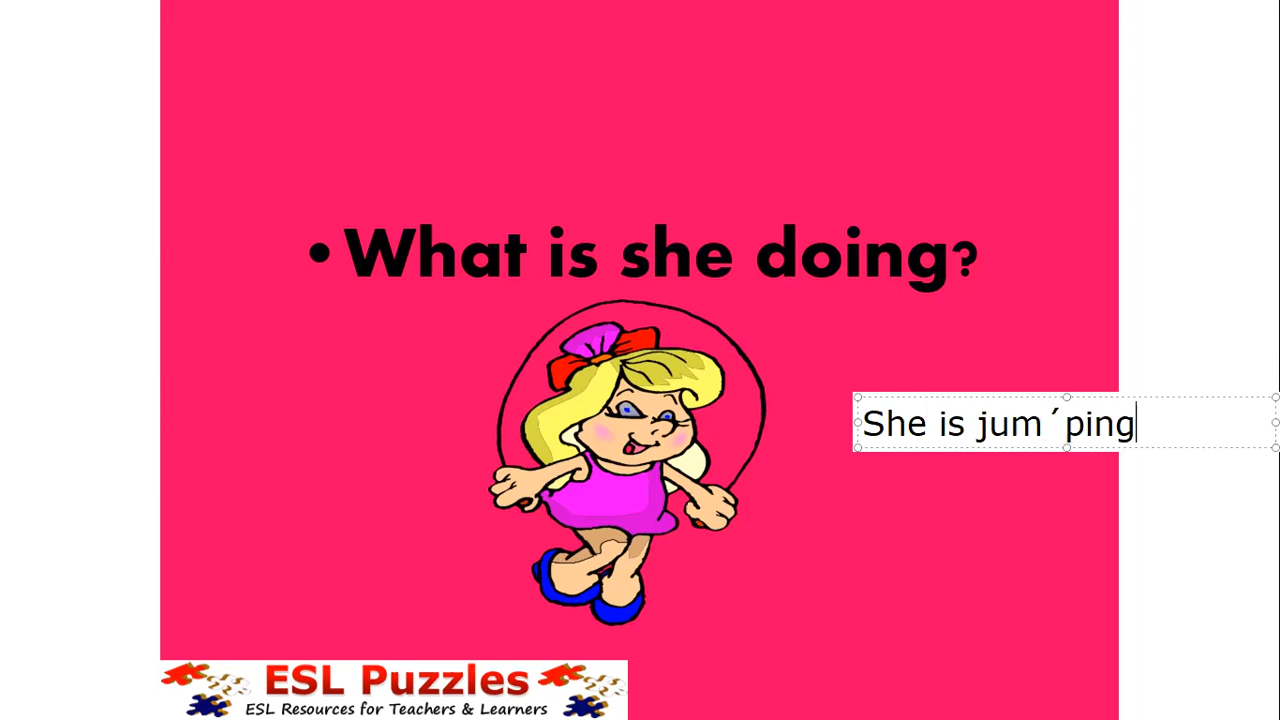 • What is she doing?
She is jum´ping
ESL Puzzles
ESL Resources for Teachers & Learners